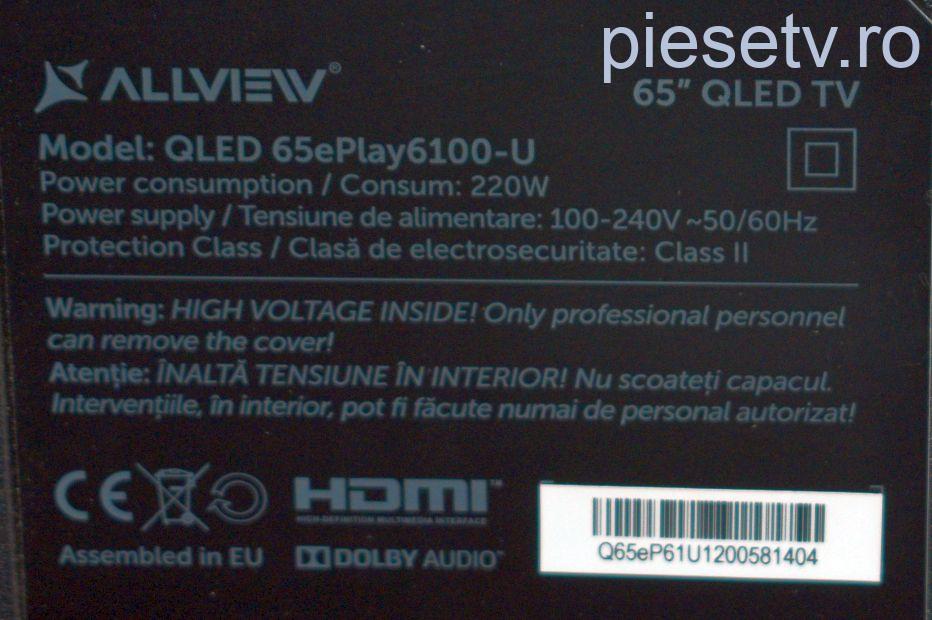 piesetv.ro
ALLVIEW®
65” QLED TV
Model: QLED 65ePlay6100-U
Power consumption / Consum: 220W
Power supply / Tensiune de alimentare: 100-240V ~50/60Hz
Protection Class / Clasă de electrosecuritate: Class II
Warning: HIGH VOLTAGE INSIDE! Only professional personnel
can remove the cover!
Atenție: ÎNALTĂ TENSIUNE ÎN INTERIOR! Nu scoateți capacul.
Intervențiile, în interior, pot fi făcute numai de personal autorizat!
CE
HDMI™
HIGH-DEFINITION MULTIMEDIA INTERFACE
Assembled in EU
DOLBY AUDIO™
Q65eP61U1200581404